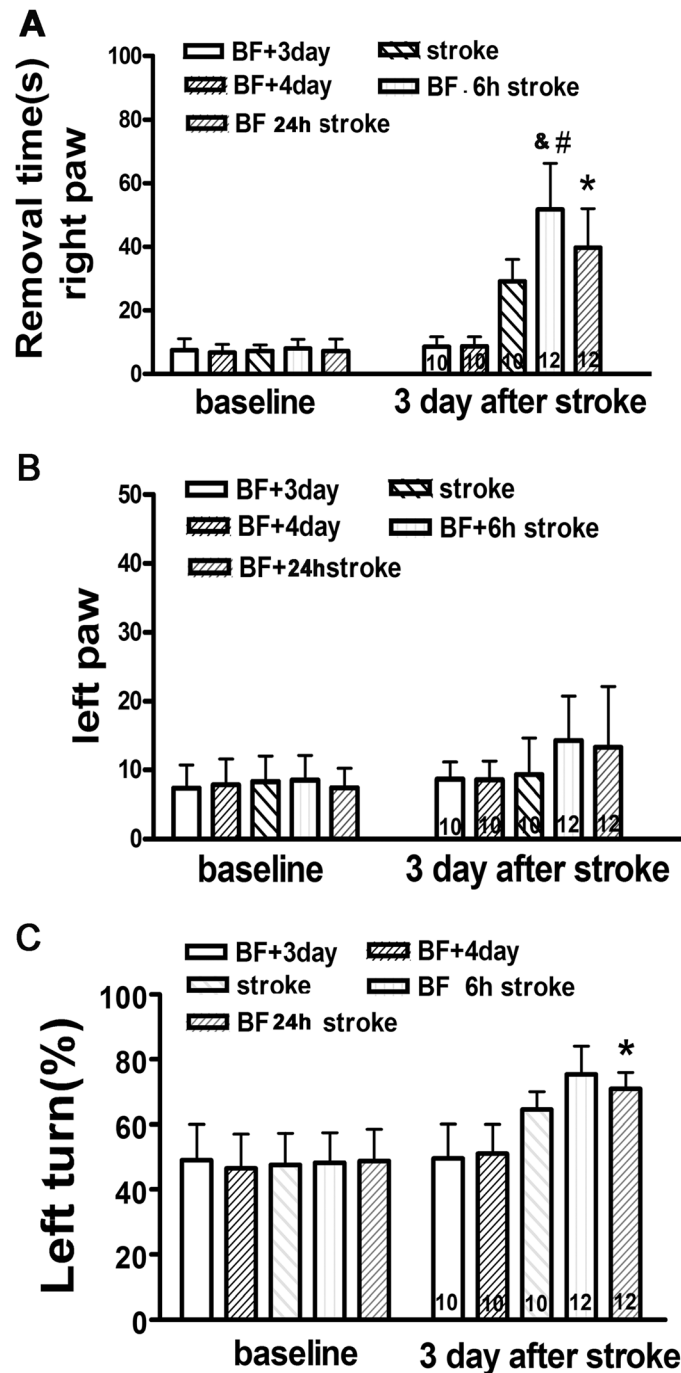 A
BF+3day stroke
BF+4day BF - 6h stroke
BF 24h stroke
Removal time(s)
right paw
100
80
60
40
20
0
& #
*
10 10 10 12 12
baseline 3 day after stroke
B
BF+3day stroke
BF+4day BF+6h stroke
BF+24hstroke
left paw
50
40
30
20
10
0
10 10 10 12 12
baseline 3 day after stroke
C
BF+3day BF+4day
stroke BF 6h stroke
BF 24h stroke
Left turn(%)
100
80
60
40
20
0
*
10 10 10 12 12
baseline 3 day after stroke